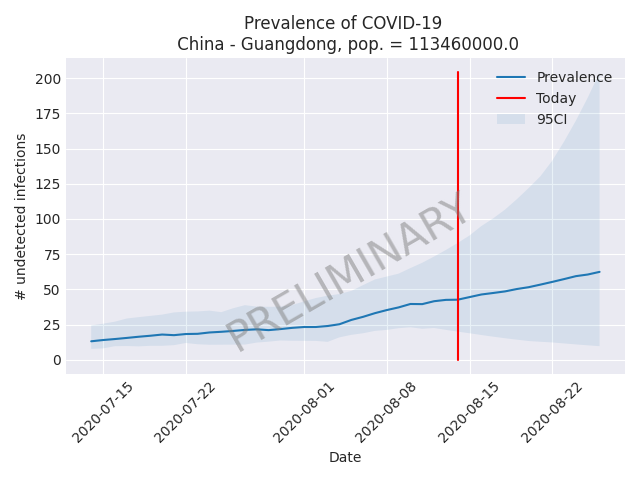 Prevalence of COVID-19
China - Guangdong, pop. = 113460000.0
# undetected infections
200
175
150
125
100
75
50
25
0
Prevalence
Today
95CI
PRELIMINARY
2020-07-15
2020-07-22
2020-08-01
2020-08-08
2020-08-15
2020-08-22
Date